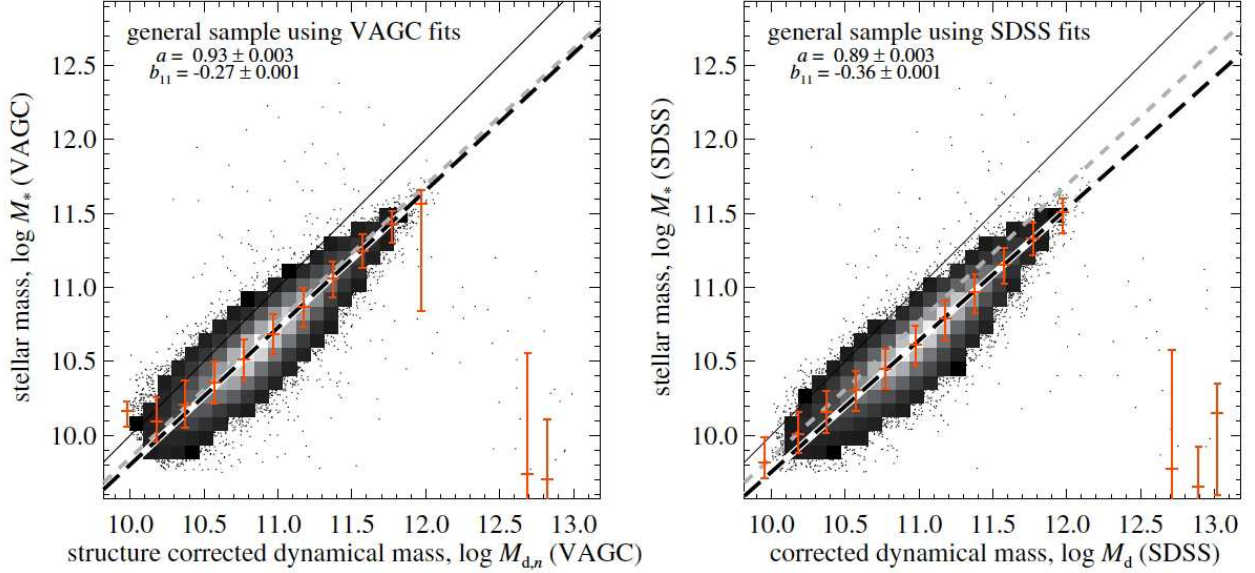 general sample using VAGC fits
a = 0.93 ± 0.003
b₁₁ = -0.27 ± 0.001
stellar mass, log M* (VAGC)
12.5
12.0
11.5
11.0
10.5
10.0
10.0 10.5 11.0 11.5 12.0 12.5 13.0
structure corrected dynamical mass, log M_d,n (VAGC)
general sample using SDSS fits
a = 0.89 ± 0.003
b₁₁ = -0.36 ± 0.001
stellar mass, log M* (SDSS)
12.5
12.0
11.5
11.0
10.5
10.0
10.0 10.5 11.0 11.5 12.0 12.5 13.0
corrected dynamical mass, log M_d (SDSS)